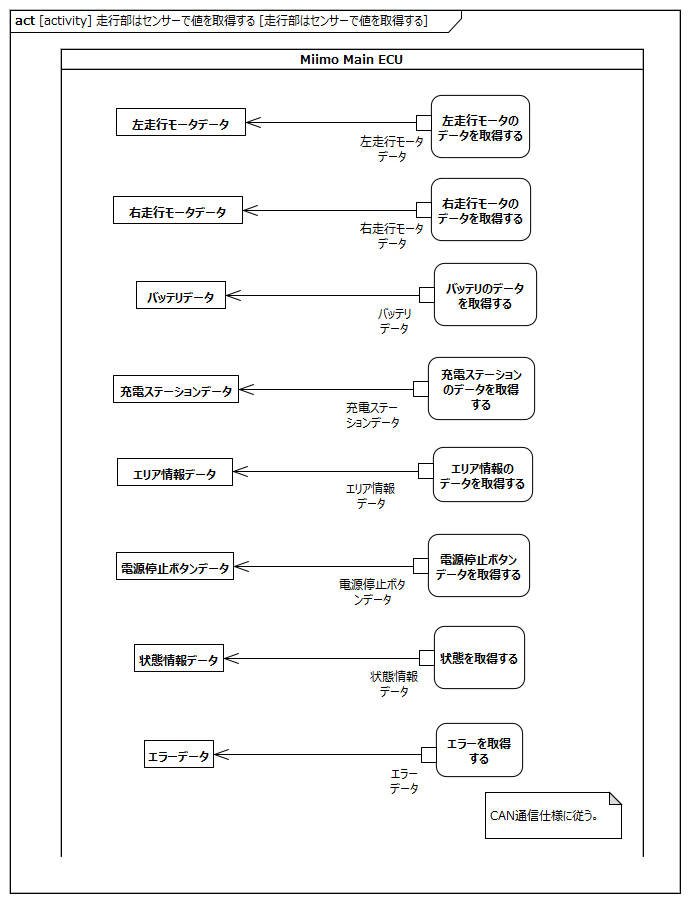 act [activity] 走行部はセンサーで値を取得する [走行部はセンサーで値を取得する]
Miimo Main ECU
左走行モータデータ
左走行モータ
データ
左走行モータの
データを取得する
右走行モータデータ
右走行モータ
データ
右走行モータの
データを取得する
バッテリデータ
バッテリ
データ
バッテリのデータ
を取得する
充電ステーションデータ
充電ステー
ションデータ
充電ステーション
のデータを取得
する
エリア情報データ
エリア情報
データ
エリア情報の
データを取得する
電源停止ボタンデータ
電源停止ボタ
ンデータ
電源停止ボタン
データを取得する
状態情報データ
状態情報
データ
状態を取得する
エラーデータ
エラー
データ
エラーを取得
する
CAN通信仕様に従う。